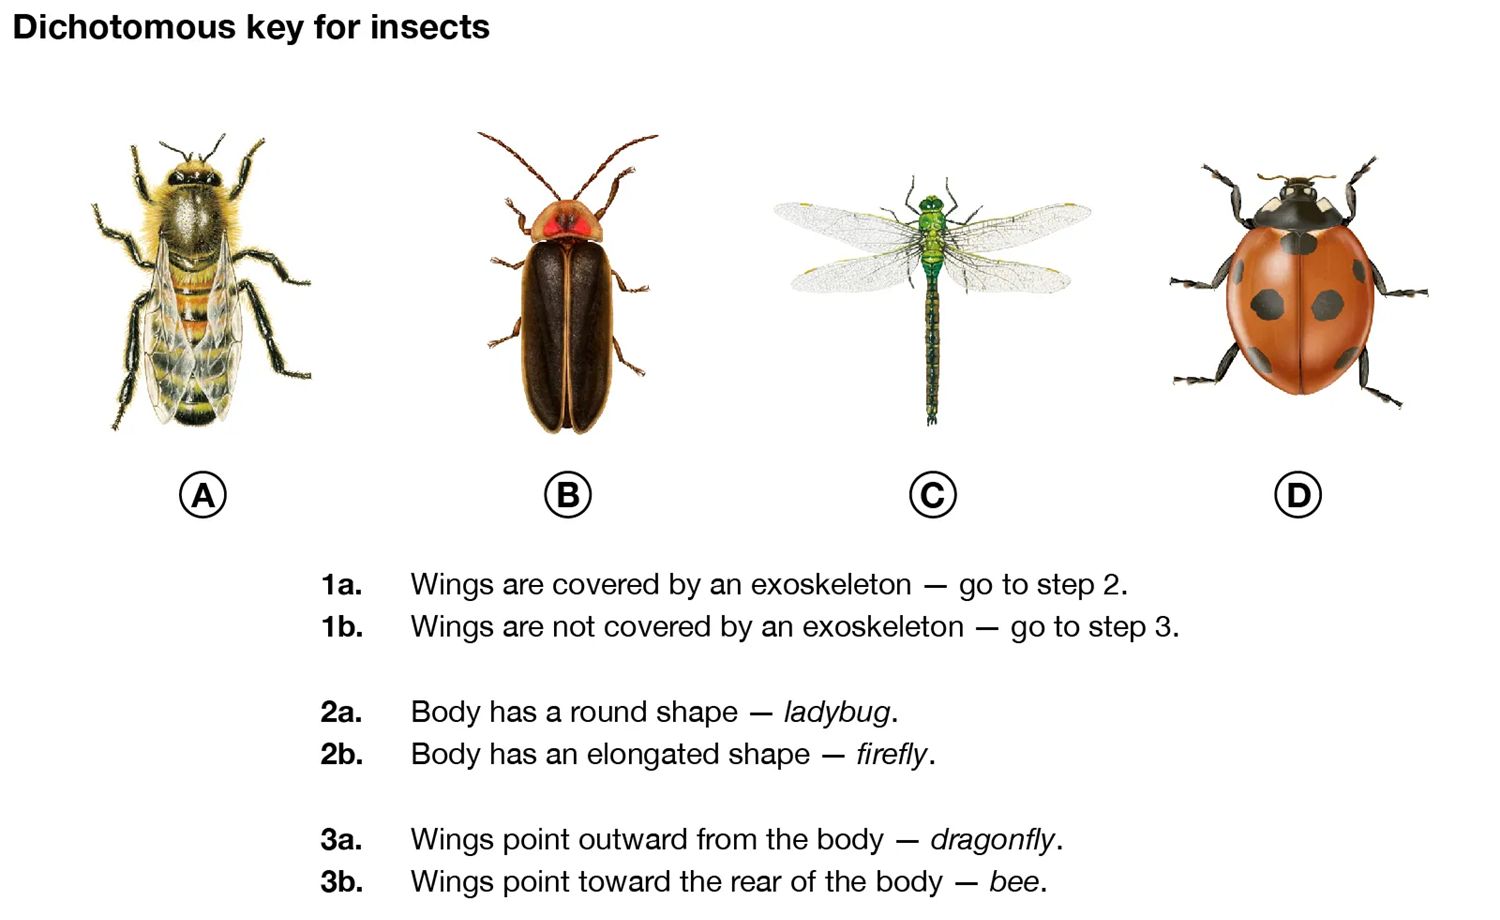 Dichotomous key for insects
A B C D
1a. Wings are covered by an exoskeleton — go to step 2.
1b. Wings are not covered by an exoskeleton — go to step 3.
2a. Body has a round shape — ladybug.
2b. Body has an elongated shape — firefly.
3a. Wings point outward from the body — dragonfly.
3b. Wings point toward the rear of the body — bee.